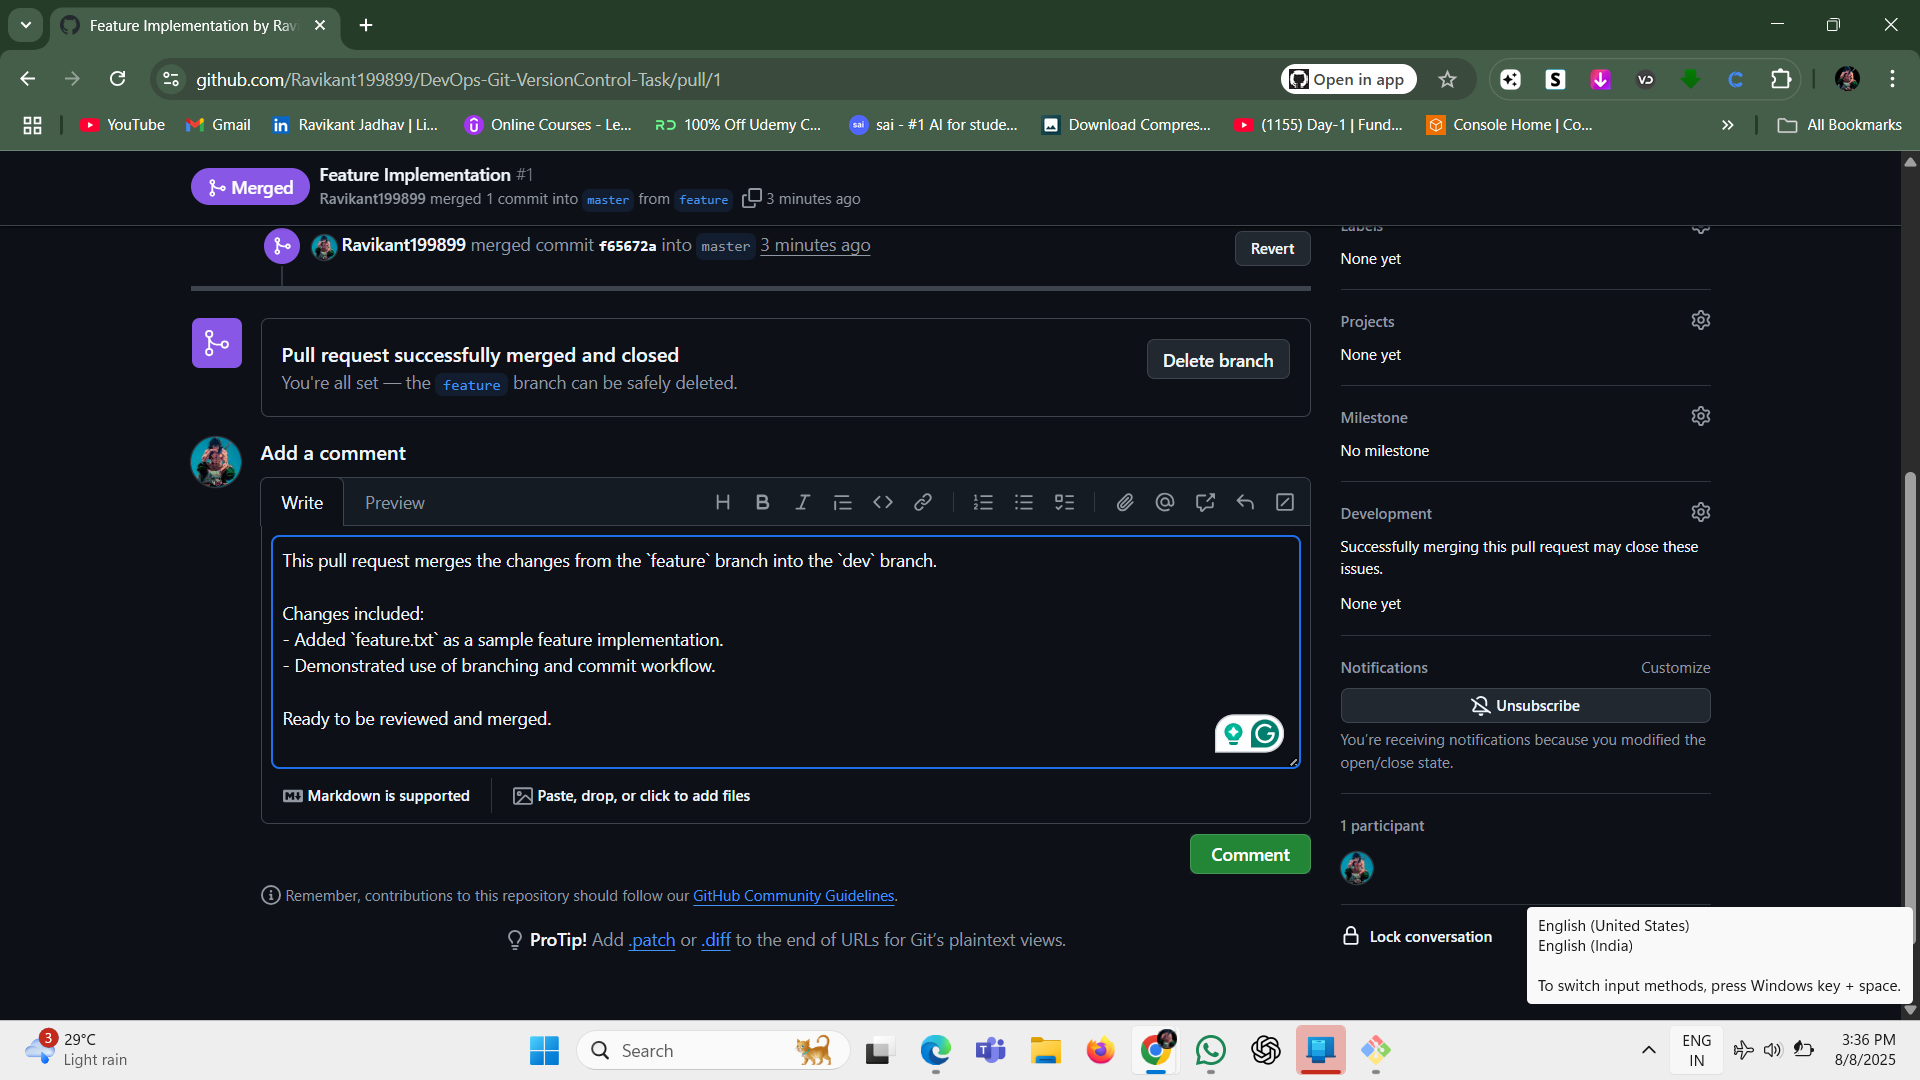 Feature Implementation by Rav
github.com/Ravikant199899/DevOps-Git-VersionControl-Task/pull/1
Open in app
YouTube
Gmail
Ravikant Jadhav | Li...
Online Courses - Le...
100% Off Udemy C...
sai - #1 AI for stude...
Download Compres...
(1155) Day-1 | Fund...
Console Home | Co...
All Bookmarks
Merged
Feature Implementation #1
Ravikant199899 merged 1 commit into master from feature 3 minutes ago
Ravikant199899 merged commit f65672a into master 3 minutes ago
Revert
Pull request successfully merged and closed
You're all set — the feature branch can be safely deleted.
Delete branch
Add a comment
Write
Preview
This pull request merges the changes from the `feature` branch into the `dev` branch.
Changes included:
- Added `feature.txt` as a sample feature implementation.
- Demonstrated use of branching and commit workflow.
Ready to be reviewed and merged.
Markdown is supported
Paste, drop, or click to add files
Comment
Remember, contributions to this repository should follow our GitHub Community Guidelines.
ProTip! Add .patch or .diff to the end of URLs for Git's plaintext views.
Labels
None yet
Projects
None yet
Milestone
No milestone
Development
Successfully merging this pull request may close these
issues.
None yet
Notifications
Customize
Unsubscribe
You're receiving notifications because you modified the
open/close state.
1 participant
Lock conversation
English (United States)
English (India)
To switch input methods, press Windows key + space.
3
29°C
Light rain
Search
ENG
IN
3:36 PM
8/8/2025